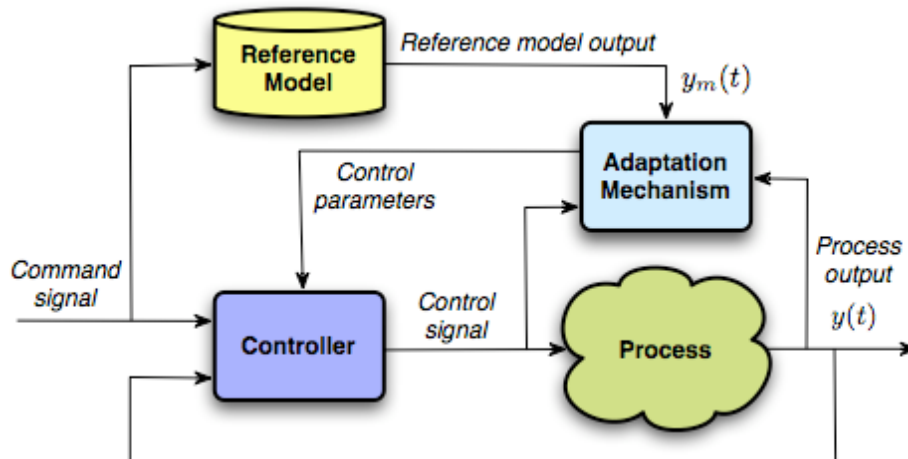 Reference
Model
Reference model output
y_m(t)
Adaptation
Mechanism
Control
parameters
Command
signal
Process
output
y(t)
Control
signal
Controller
Process